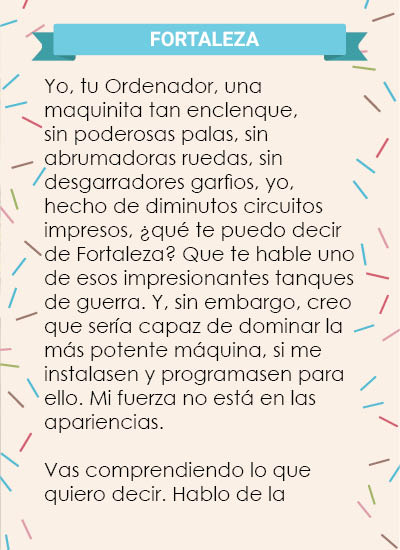 FORTALEZA
Yo, tu Ordenador, una
maquinita tan enclenque,
sin poderosas palas, sin
abrumadoras ruedas, sin
desgarradores garfios, yo,
hecho de diminutos circuitos
impresos, ¿qué te puedo decir
de Fortaleza? Que te hable uno
de esos impresionantes tanques
de guerra. Y, sin embargo, creo
que sería capaz de dominar la
más potente máquina, si me
instalasen y programasen para
ello. Mi fuerza no está en las
apariencias.
Vas comprendiendo lo que
quiero decir. Hablo de la